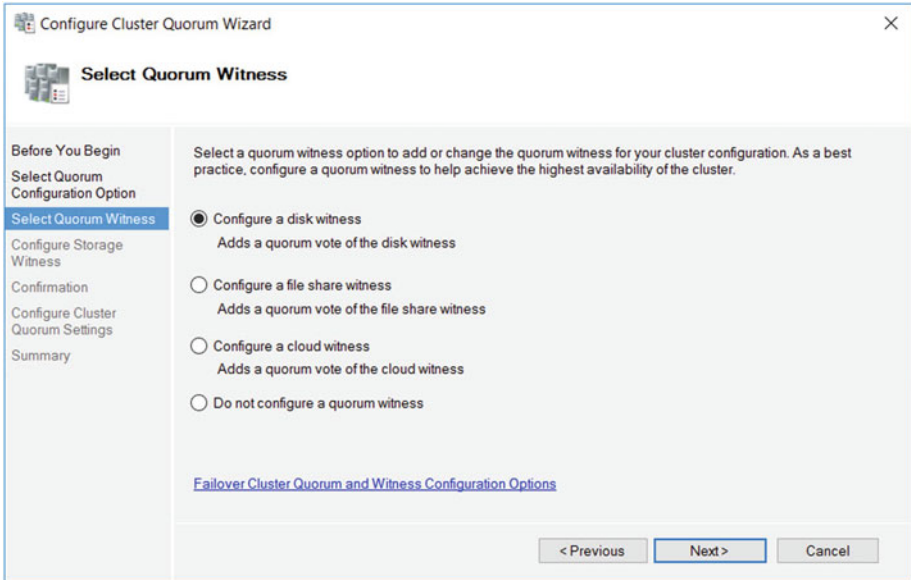 Configure Cluster Quorum Wizard
Select Quorum Witness
Before You Begin
Select Quorum
Configuration Option
Select Quorum Witness
Configure Storage
Witness
Confirmation
Configure Cluster
Quorum Settings
Summary
Select a quorum witness option to add or change the quorum witness for your cluster configuration. As a best
practice, configure a quorum witness to help achieve the highest availability of the cluster.
Configure a disk witness
Adds a quorum vote of the disk witness
Configure a file share witness
Adds a quorum vote of the file share witness
Configure a cloud witness
Adds a quorum vote of the cloud witness
Do not configure a quorum witness
Failover Cluster Quorum and Witness Configuration Options
< Previous
Next >
Cancel